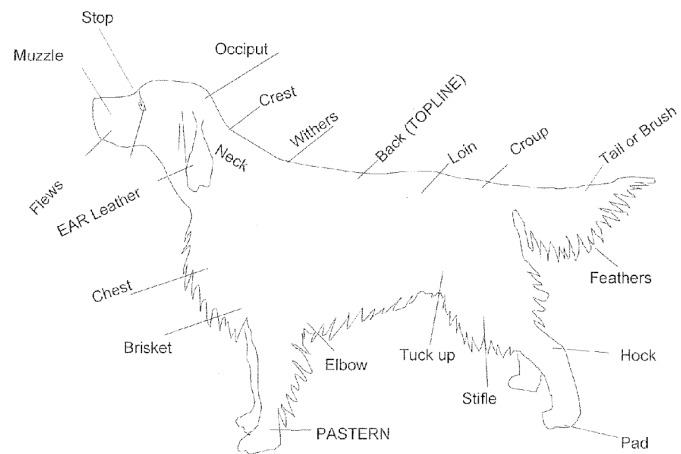 Stop
Muzzle
Occiput
Crest
Withers
Back (TOPLINE)
Loin
Croup
Tail or Brush
Neck
Flews
EAR Leather
Feathers
Chest
Brisket
Elbow
Tuck up
Hock
Stifle
PASTERN
Pad